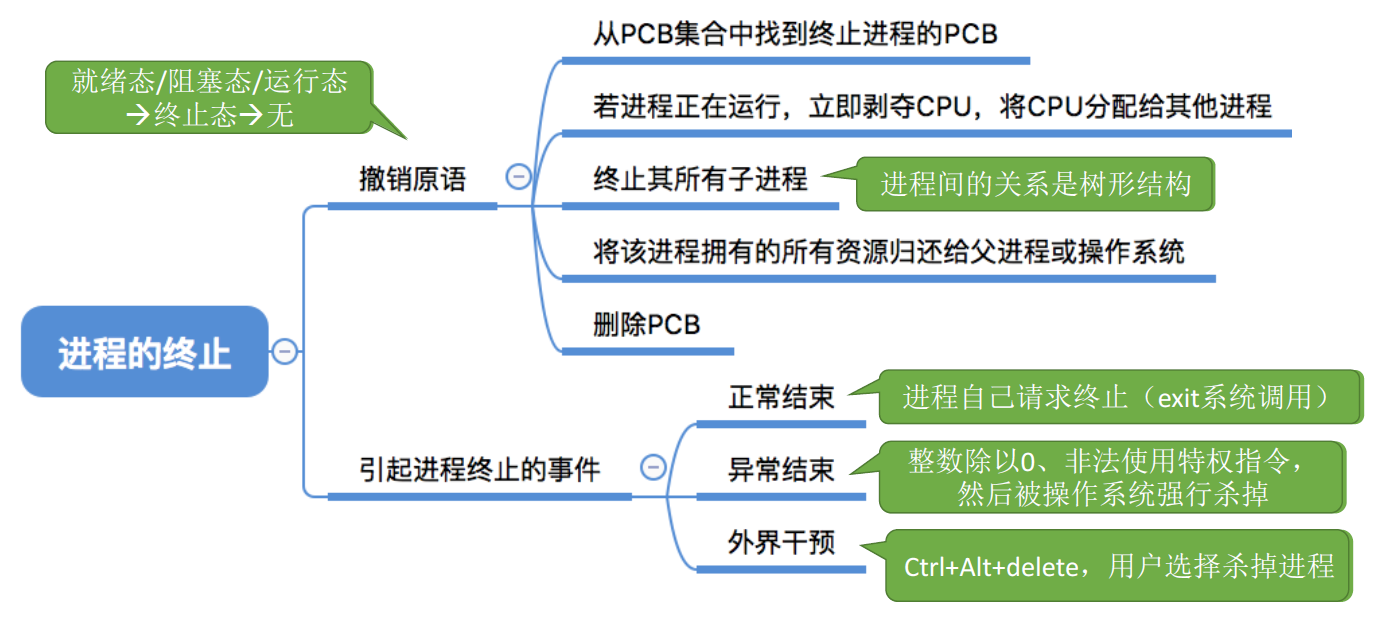 从PCB集合中找到终止进程的PCB
就绪态/阻塞态/运行态
→终止态→无
若进程正在运行，立即剥夺CPU，将CPU分配给其他进程
撤销原语
终止其所有子进程
进程间的关系是树形结构
将该进程拥有的所有资源归还给父进程或操作系统
删除PCB
进程的终止
正常结束
进程自己请求终止（exit系统调用）
引起进程终止的事件
异常结束
整数除以0、非法使用特权指令，
然后被操作系统强行杀掉
外界干预
Ctrl+Alt+delete，用户选择杀掉进程